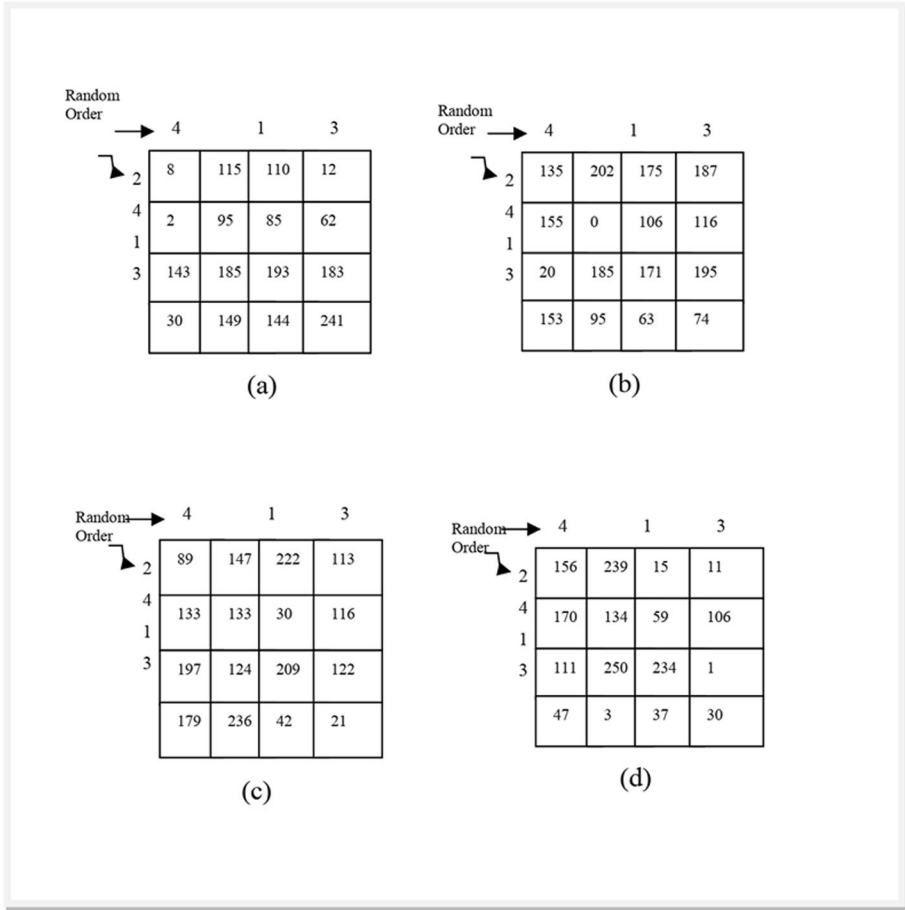 Random
Order
4 1 3
2 8 115 110 12
4
2 95 85 62
1
3 143 185 193 183
30 149 144 241
(a)
Random
Order
4 1 3
2 135 202 175 187
4
155 0 106 116
1
3 20 185 171 195
153 95 63 74
(b)
Random
Order
4 1 3
2 89 147 222 113
4
133 133 30 116
1
3 197 124 209 122
179 236 42 21
(c)
Random
Order
4 1 3
2 156 239 15 11
4
170 134 59 106
1
3 111 250 234 1
47 3 37 30
(d)